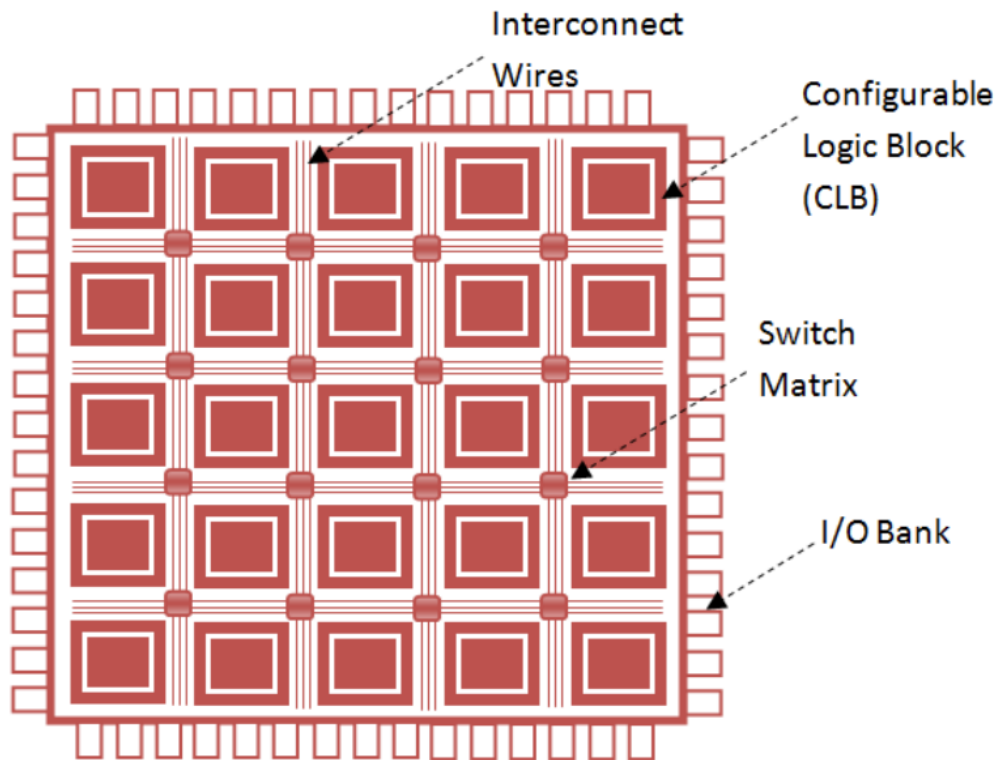 Interconnect
Wires
Configurable
Logic Block
(CLB)
Switch
Matrix
I/O Bank